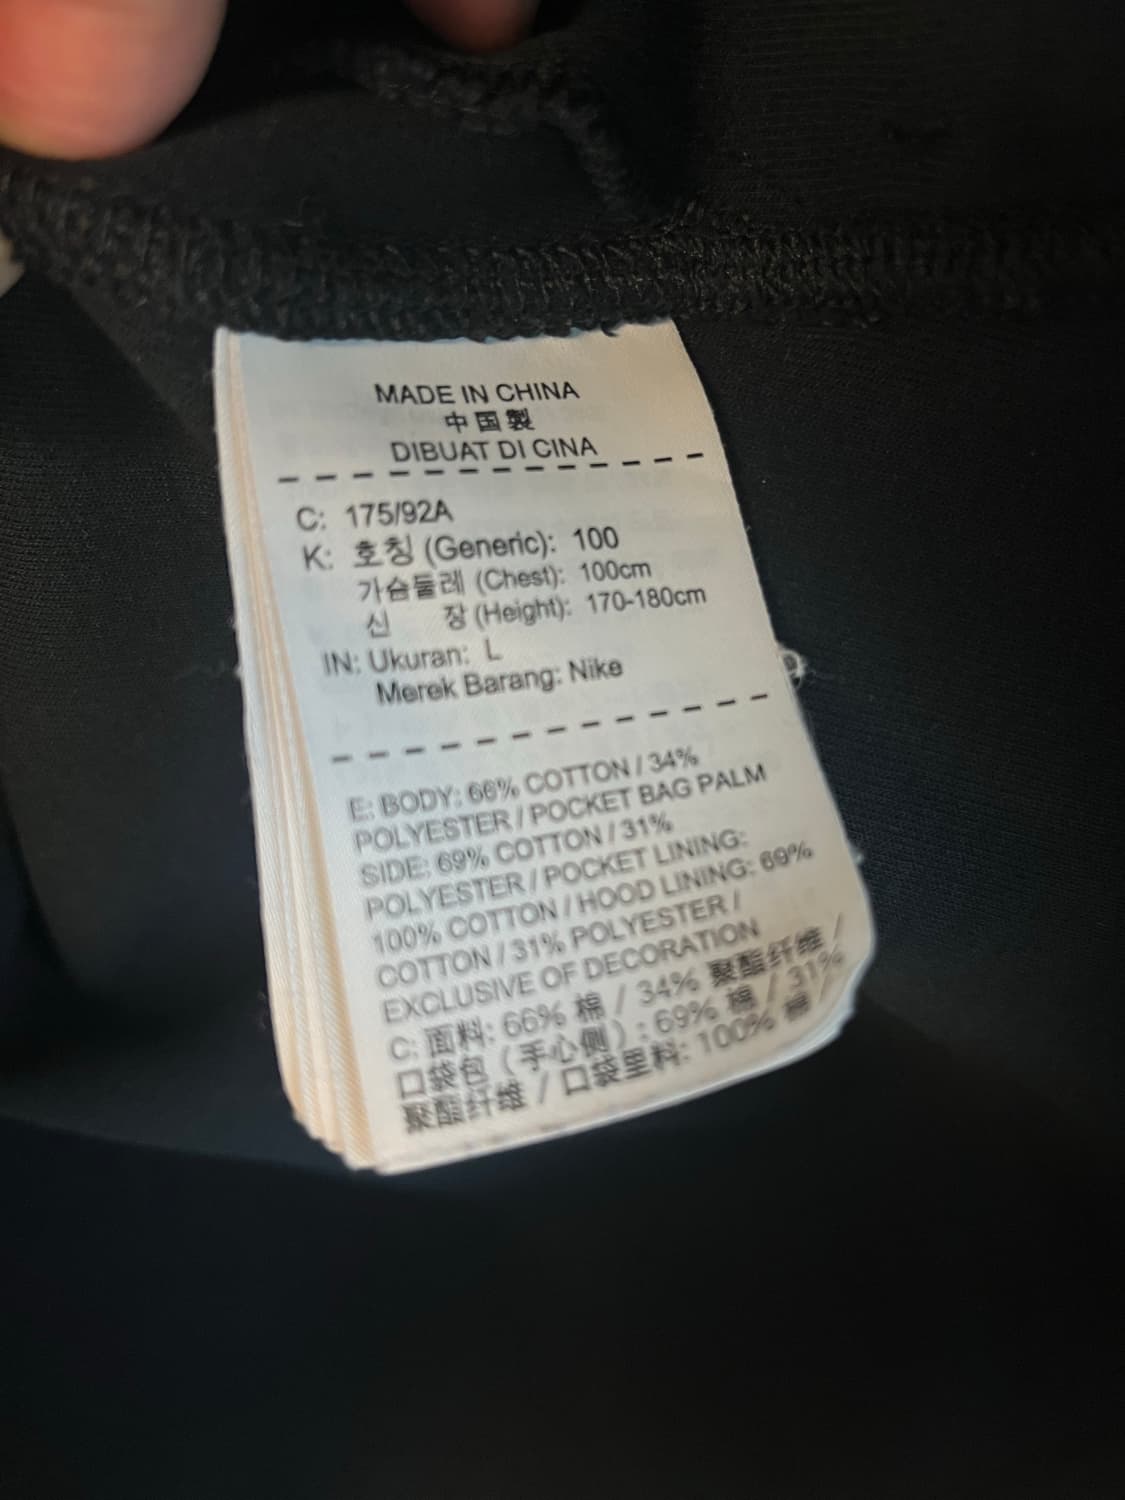 MADE IN CHINA
中国製
DIBUAT DI CINA
C: 175/92A
K: 호칭 (Generic): 100
가슴둘레 (Chest): 100cm
신 장 (Height): 170-180cm
IN: Ukuran: L
Merek Barang: Nike
E: BODY: 66% COTTON / 34%
POLYESTER / POCKET BAG PALM
SIDE: 69% COTTON / 31%
POLYESTER / POCKET LINING:
100% COTTON / HOOD LINING: 69%
COTTON / 31% POLYESTER /
EXCLUSIVE OF DECORATION
C: 面料: 66% 棉 / 34% 聚酯纤维 /
口袋包（手心侧）: 69% 棉 / 31%
聚酯纤维 / 口袋里料: 100% 棉 /